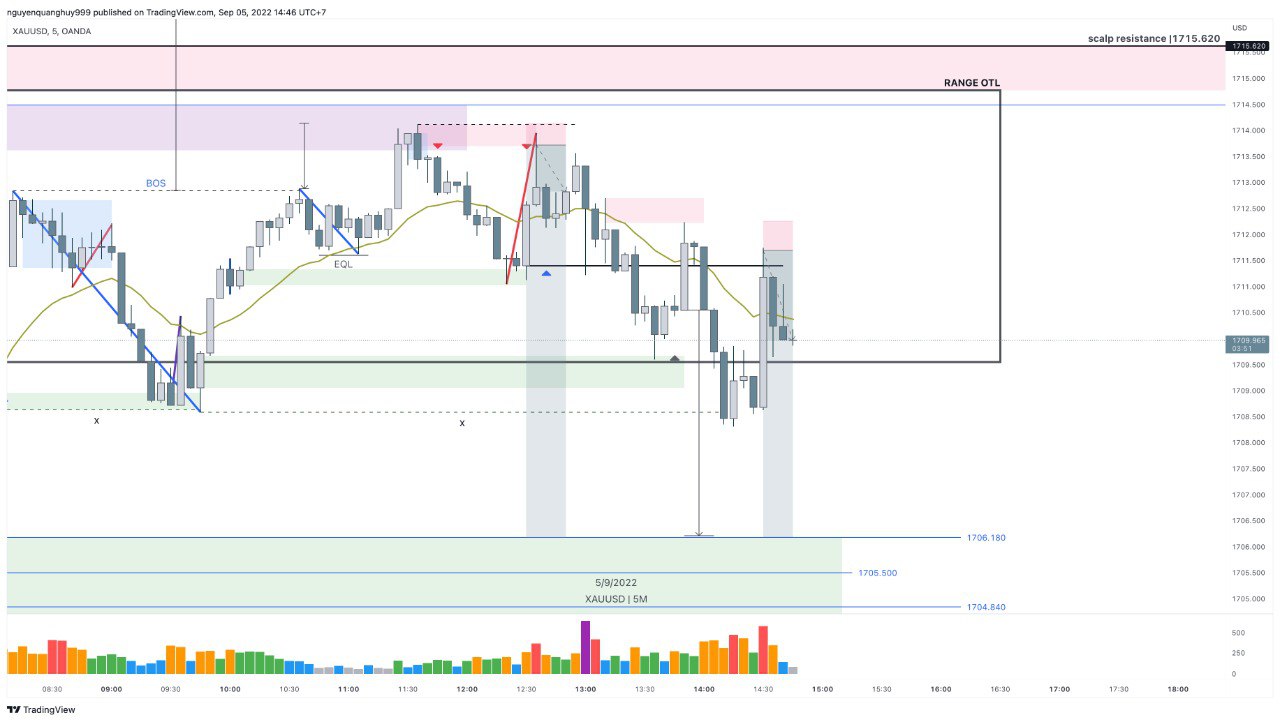 nguyenquanghuy999 published on TradingView.com, Sep 05, 2022 14:46 UTC+7
XAUUSD, 5, OANDA
USD
scalp resistance |1715.620
1715.620
1715.500
RANGE OTL
1715.000
1714.500
1714.000
1713.500
BOS
1713.000
1712.500
1712.000
EQL
1711.500
1711.000
1710.500
1709.965
03:51
1709.500
1709.000
X
X
1708.500
1708.000
1707.500
1707.000
1706.500
1706.180
1706.000
1705.500
1705.500
5/9/2022
XAUUSD | 5M
1705.000
1704.840
500
250
0
08:30 09:00 09:30 10:00 10:30 11:00 11:30 12:00 12:30 13:00 13:30 14:00 14:30 15:00 15:30 16:00 16:30 17:00 17:30 18:00
TradingView